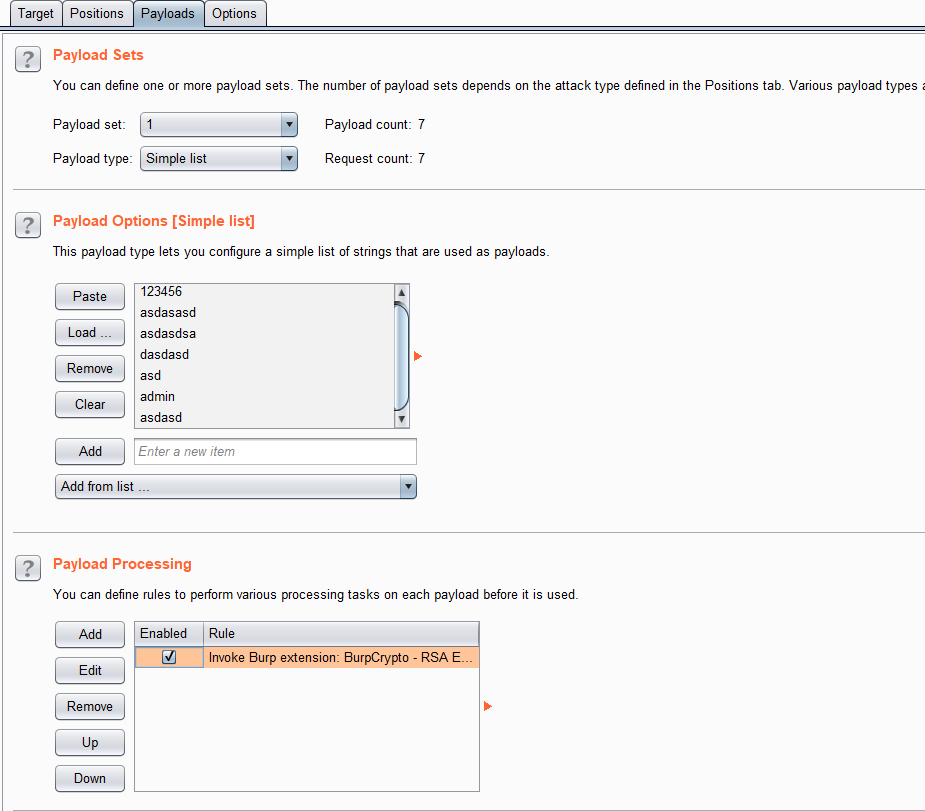 Target Positions Payloads Options
? Payload Sets
You can define one or more payload sets. The number of payload sets depends on the attack type defined in the Positions tab. Various payload types a
Payload set: 1 Payload count: 7
Payload type: Simple list Request count: 7
? Payload Options [Simple list]
This payload type lets you configure a simple list of strings that are used as payloads.
Paste 123456
asdasasd
Load ... asdasdsa
dasdasd
Remove asd
admin
Clear asdasd
Add Enter a new item
Add from list ...
? Payload Processing
You can define rules to perform various processing tasks on each payload before it is used.
Add Enabled Rule
Invoke Burp extension: BurpCrypto - RSA E...
Edit
Remove
Up
Down